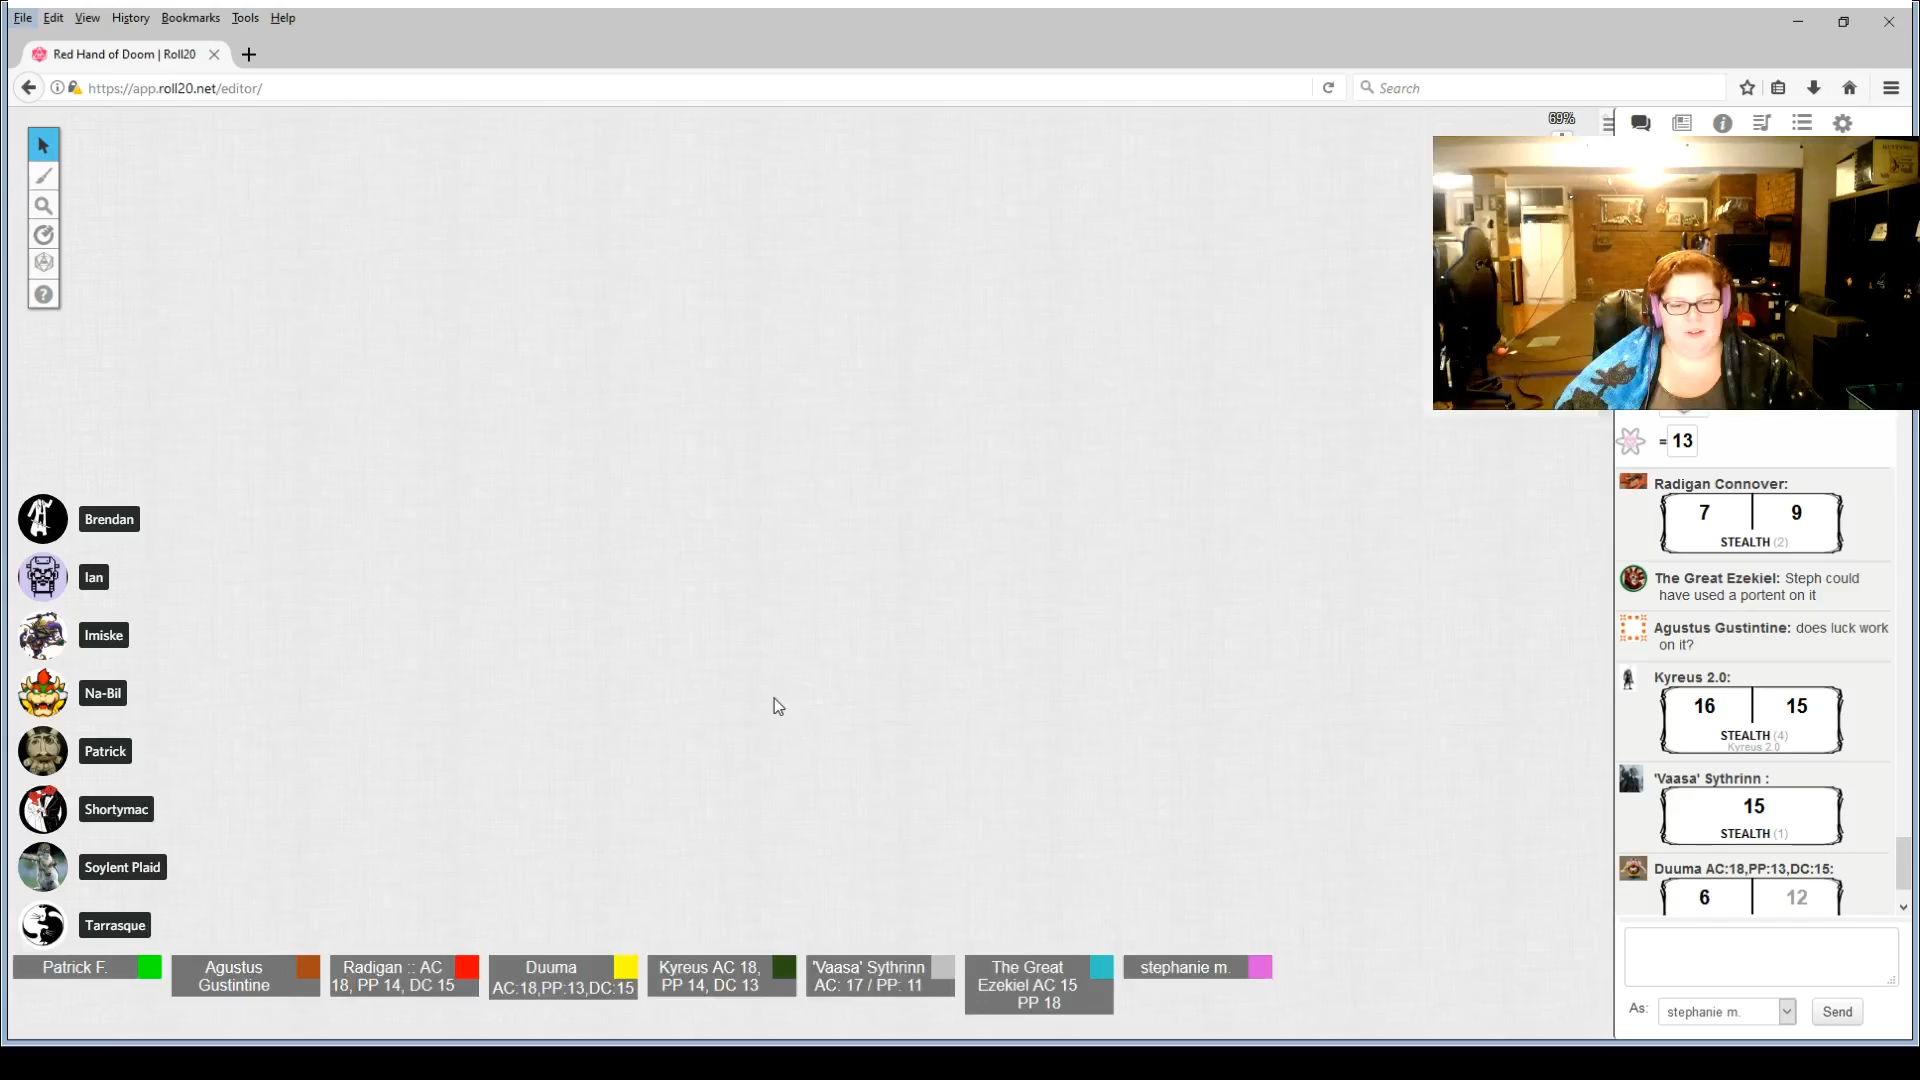 File Edit View History Bookmarks Tools Help
Red Hand of Doom | Roll20
https://app.roll20.net/editor/
Search
69%
=13
Radigan Connover:
7 9
STEALTH (2)
The Great Ezekiel: Steph could
have used a portent on it
Agustus Gustintine: does luck work
on it?
Kyreus 2.0:
16 15
STEALTH (4)
Kyreus 2.0
'Vaasa' Sythrinn :
15
STEALTH (1)
Duuma AC:18,PP:13,DC:15:
6 12
Brendan
Ian
Imiske
Na-Bil
Patrick
Shortymac
Soylent Plaid
Tarrasque
Patrick F.
Agustus
Gustintine
Radigan :: AC
18, PP 14, DC 15
Duuma
AC:18,PP:13,DC:15
Kyreus AC 18,
PP 14, DC 13
'Vaasa' Sythrinn
AC: 17 / PP: 11
The Great
Ezekiel AC 15
PP 18
stephanie m.
As: stephanie m. Send